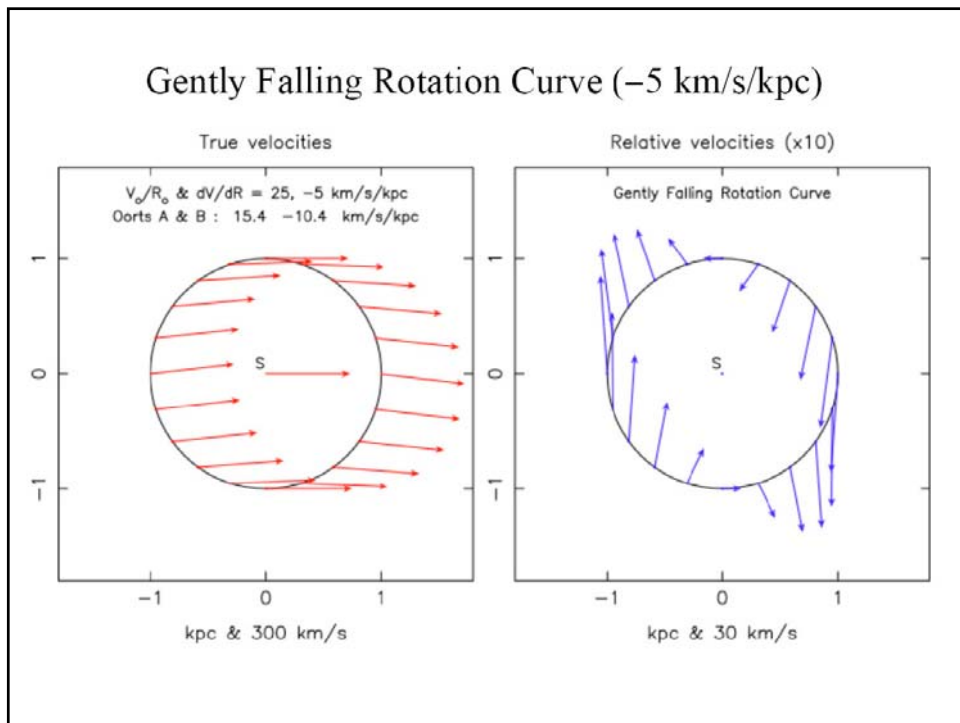 Gently Falling Rotation Curve (−5 km/s/kpc)
True velocities
V₀/R₀ & dV/dR = 25, −5 km/s/kpc
Oorts A & B : 15.4 −10.4 km/s/kpc
S
1
0
−1
−1 0 1
kpc & 300 km/s
Relative velocities (x10)
Gently Falling Rotation Curve
S
1
0
−1
−1 0 1
kpc & 30 km/s